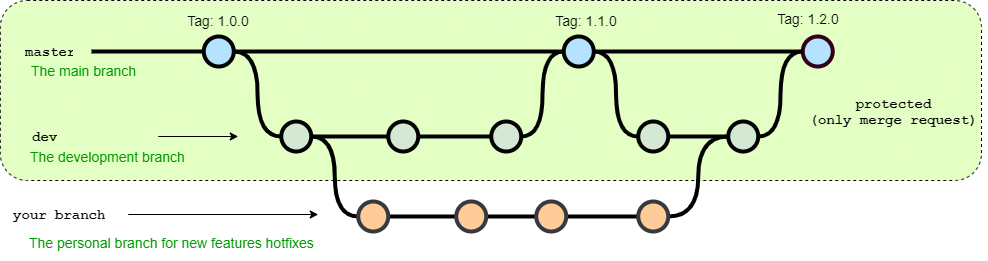 Tag: 1.0.0
Tag: 1.1.0
Tag: 1.2.0
master
The main branch
protected
(only merge request)
dev
The development branch
your branch
The personal branch for new features hotfixes